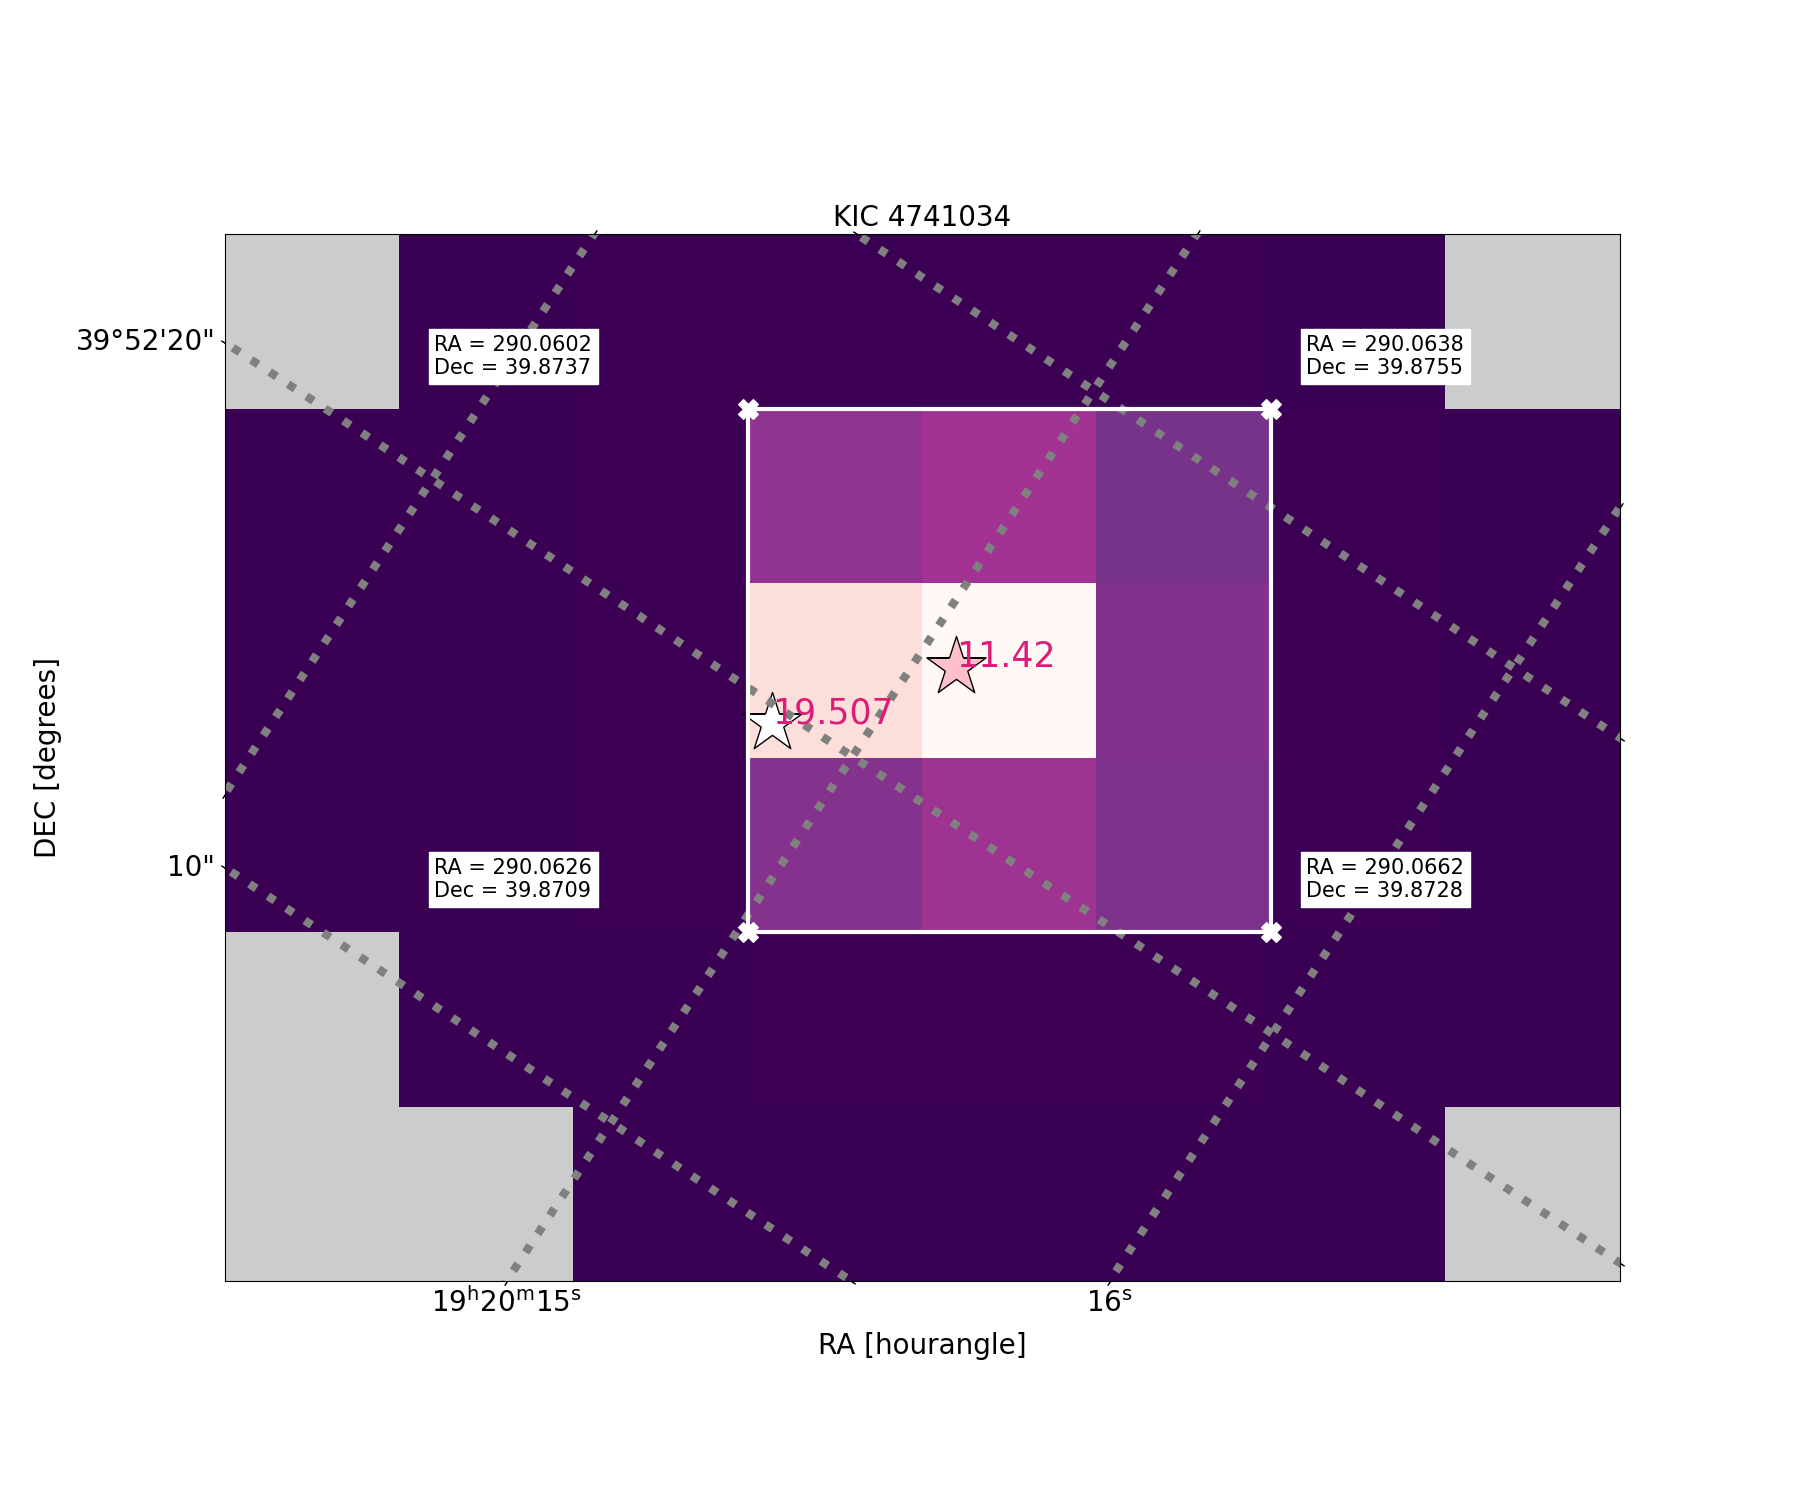 KIC 4741034
39°52'20"
RA = 290.0602
Dec = 39.8737
RA = 290.0638
Dec = 39.8755
11.42
19.507
DEC [degrees]
10"
RA = 290.0626
Dec = 39.8709
RA = 290.0662
Dec = 39.8728
19ʰ20ᵐ15ˢ
16ˢ
RA [hourangle]